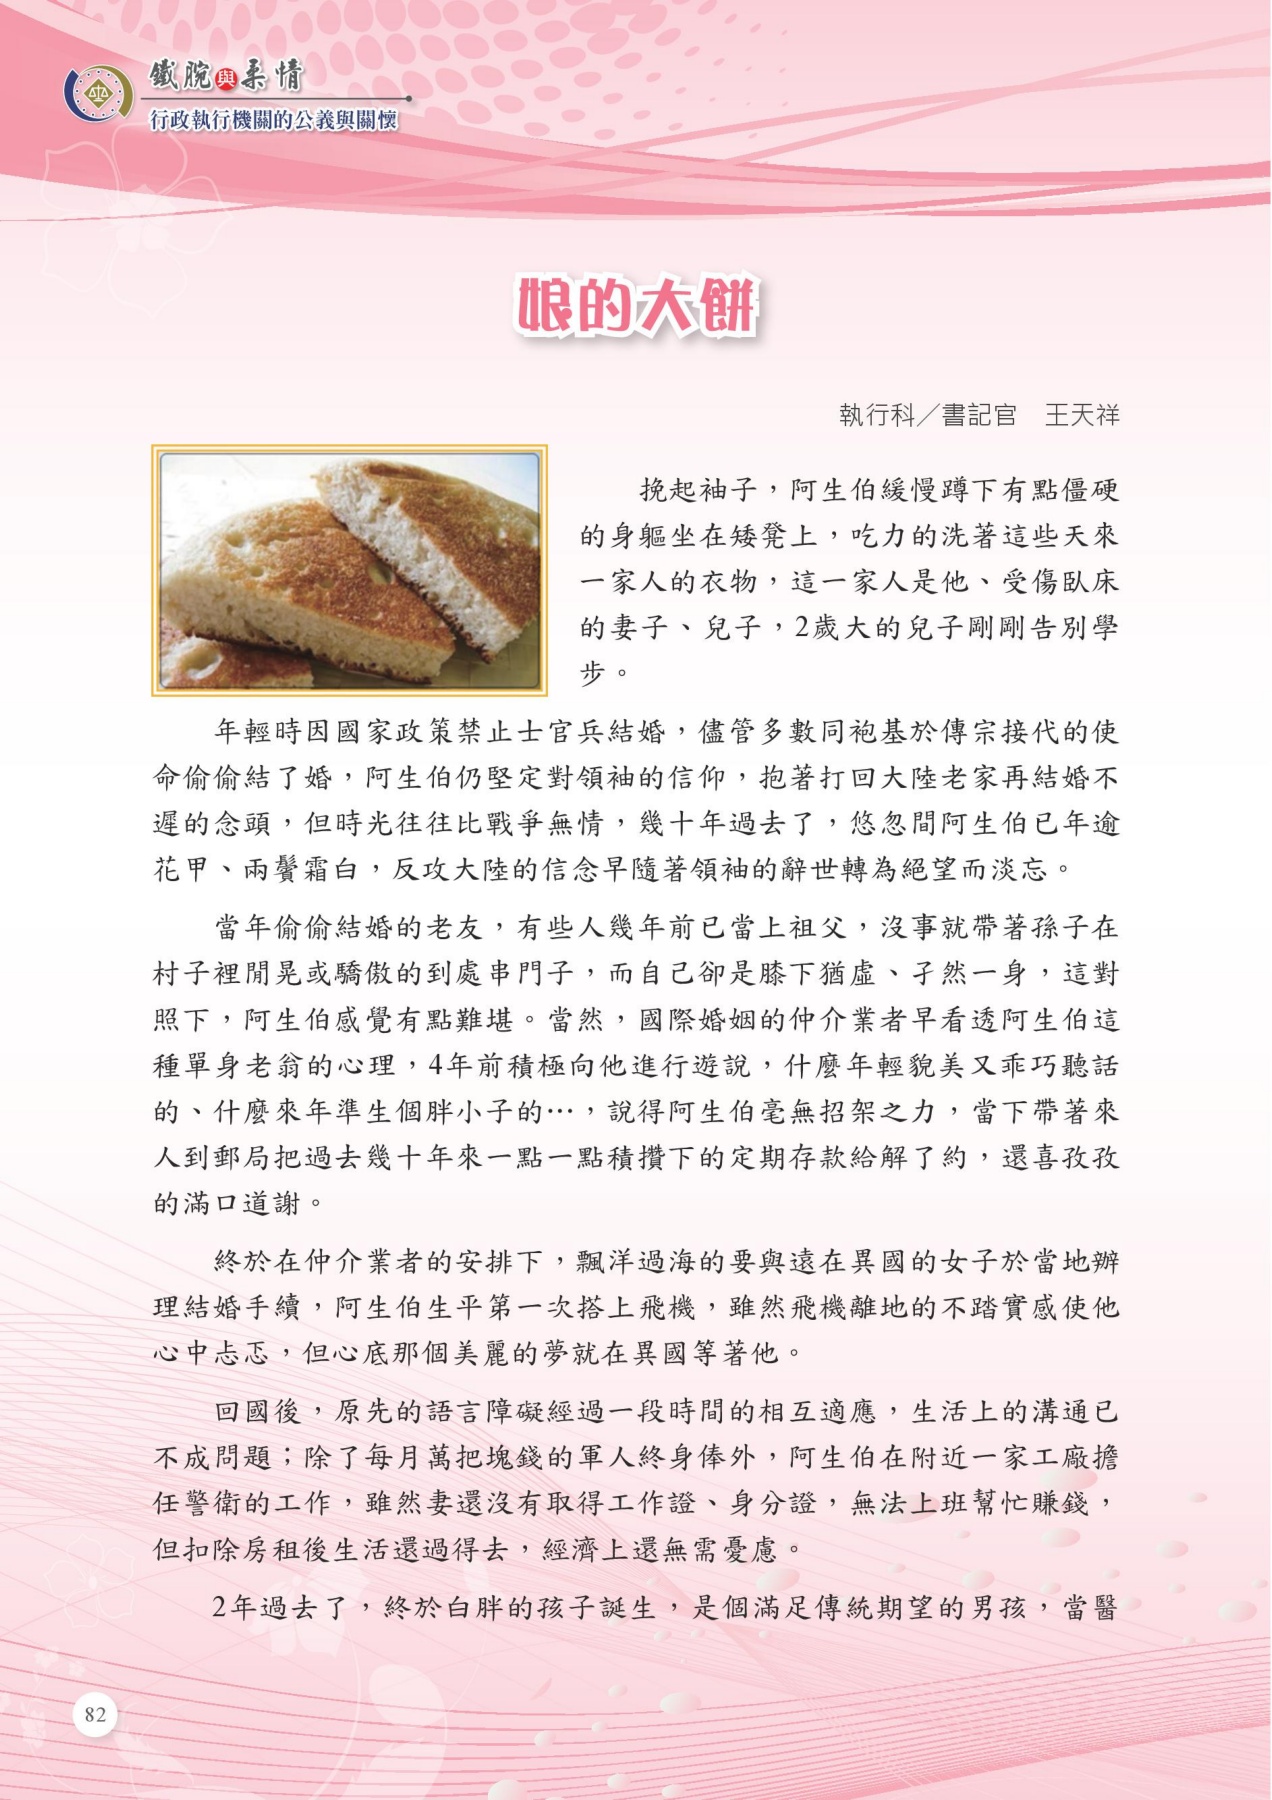 鐵腕與柔情
行政執行機關的公義與關懷
娘的大餅
執行科／書記官　王天祥
挽起袖子，阿生伯緩慢蹲下有點僵硬
的身軀坐在矮凳上，吃力的洗著這些天來
一家人的衣物，這一家人是他、受傷臥床
的妻子、兒子，2歲大的兒子剛剛告別學
步。
年輕時因國家政策禁止士官兵結婚，儘管多數同袍基於傳宗接代的使
命偷偷結了婚，阿生伯仍堅定對領袖的信仰，抱著打回大陸老家再結婚不
遲的念頭，但時光往往比戰爭無情，幾十年過去了，悠忽間阿生伯已年逾
花甲、兩鬢霜白，反攻大陸的信念早隨著領袖的辭世轉為絕望而淡忘。
當年偷偷結婚的老友，有些人幾年前已當上祖父，沒事就帶著孫子在
村子裡閒晃或驕傲的到處串門子，而自己卻是膝下猶虛、孑然一身，這對
照下，阿生伯感覺有點難堪。當然，國際婚姻的仲介業者早看透阿生伯這
種單身老翁的心理，4年前積極向他進行遊說，什麼年輕貌美又乖巧聽話
的、什麼來年準生個胖小子的…，說得阿生伯毫無招架之力，當下帶著來
人到郵局把過去幾十年來一點一點積攢下的定期存款給解了約，還喜孜孜
的滿口道謝。
終於在仲介業者的安排下，飄洋過海的要與遠在異國的女子於當地辦
理結婚手續，阿生伯生平第一次搭上飛機，雖然飛機離地的不踏實感使他
心中忐忑，但心底那個美麗的夢就在異國等著他。
回國後，原先的語言障礙經過一段時間的相互適應，生活上的溝通已
不成問題；除了每月萬把塊錢的軍人終身俸外，阿生伯在附近一家工廠擔
任警衛的工作，雖然妻還沒有取得工作證、身分證，無法上班幫忙賺錢，
但扣除房租後生活還過得去，經濟上還無需憂慮。
2年過去了，終於白胖的孩子誕生，是個滿足傳統期望的男孩，當醫
82